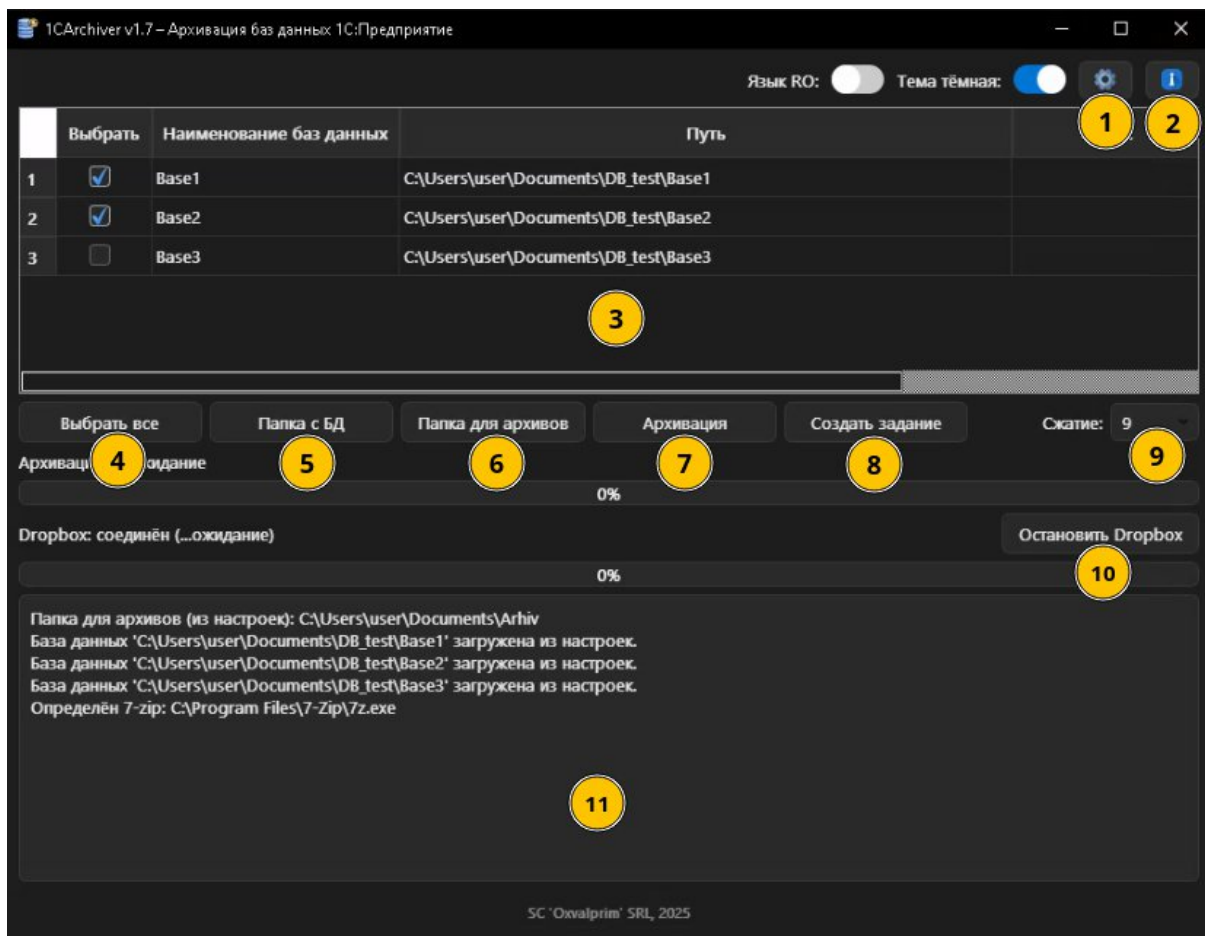 1CArchiver v1.7 – Архивация баз данных 1С:Предприятие
Язык RO: Тема тёмная:
1 2
Выбрать Наименование баз данных Путь
1 Base1 C:\Users\user\Documents\DB_test\Base1
2 Base2 C:\Users\user\Documents\DB_test\Base2
3 Base3 C:\Users\user\Documents\DB_test\Base3
3
Выбрать все Папка с БД Папка для архивов Архивация Создать задание Сжатие: 9
4 5 6 7 8 9
0%
Dropbox: соединён (...ожидание) Остановить Dropbox
0% 10
Папка для архивов (из настроек): C:\Users\user\Documents\Arhiv
База данных 'C:\Users\user\Documents\DB_test\Base1' загружена из настроек.
База данных 'C:\Users\user\Documents\DB_test\Base2' загружена из настроек.
База данных 'C:\Users\user\Documents\DB_test\Base3' загружена из настроек.
Определён 7-zip: C:\Program Files\7-Zip\7z.exe
11
SC 'Oxvalprim' SRL, 2025